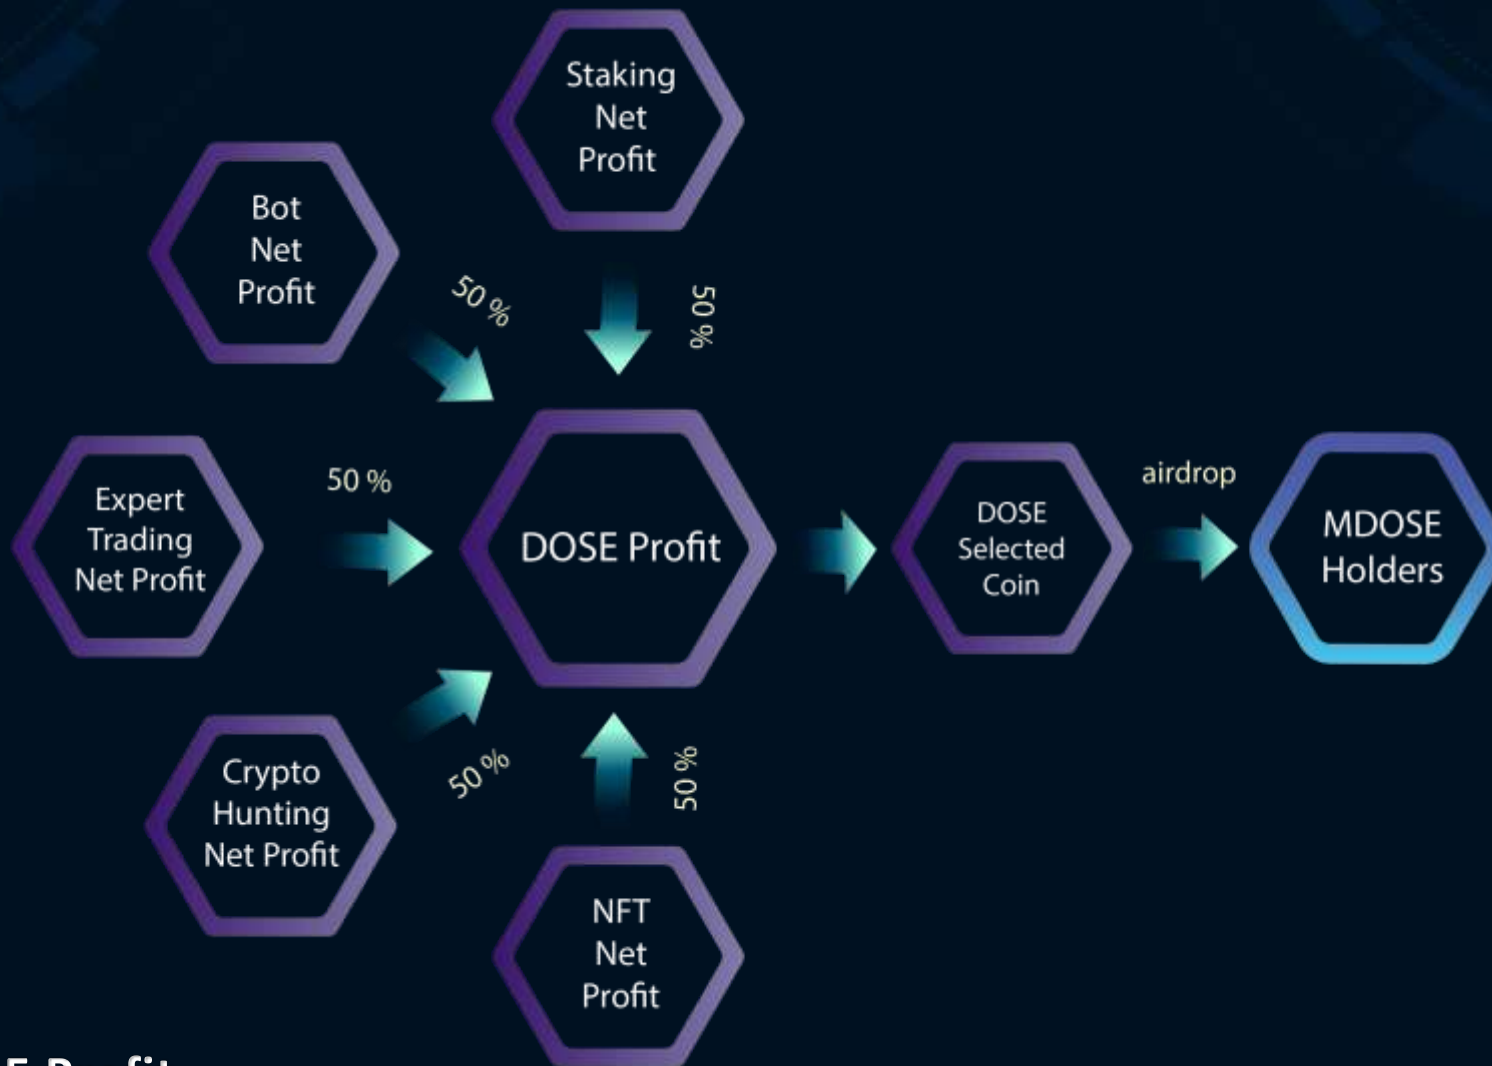 Staking
Net
Profit
Bot
Net
Profit
50 %
50 %
Expert
Trading
Net Profit
50 %
DOSE Profit
DOSE
Selected
Coin
airdrop
MDOSE
Holders
Crypto
Hunting
Net Profit
50 %
50 %
NFT
Net
Profit